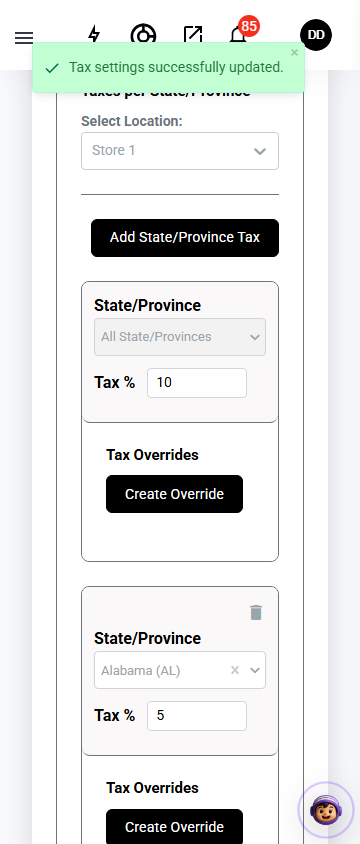 85
DD
Tax settings successfully updated.
×
Taxes per State/Province
Select Location:
Store 1
Add State/Province Tax
State/Province
All State/Provinces
Tax % 10
Tax Overrides
Create Override
State/Province
Alabama (AL)
Tax % 5
Tax Overrides
Create Override